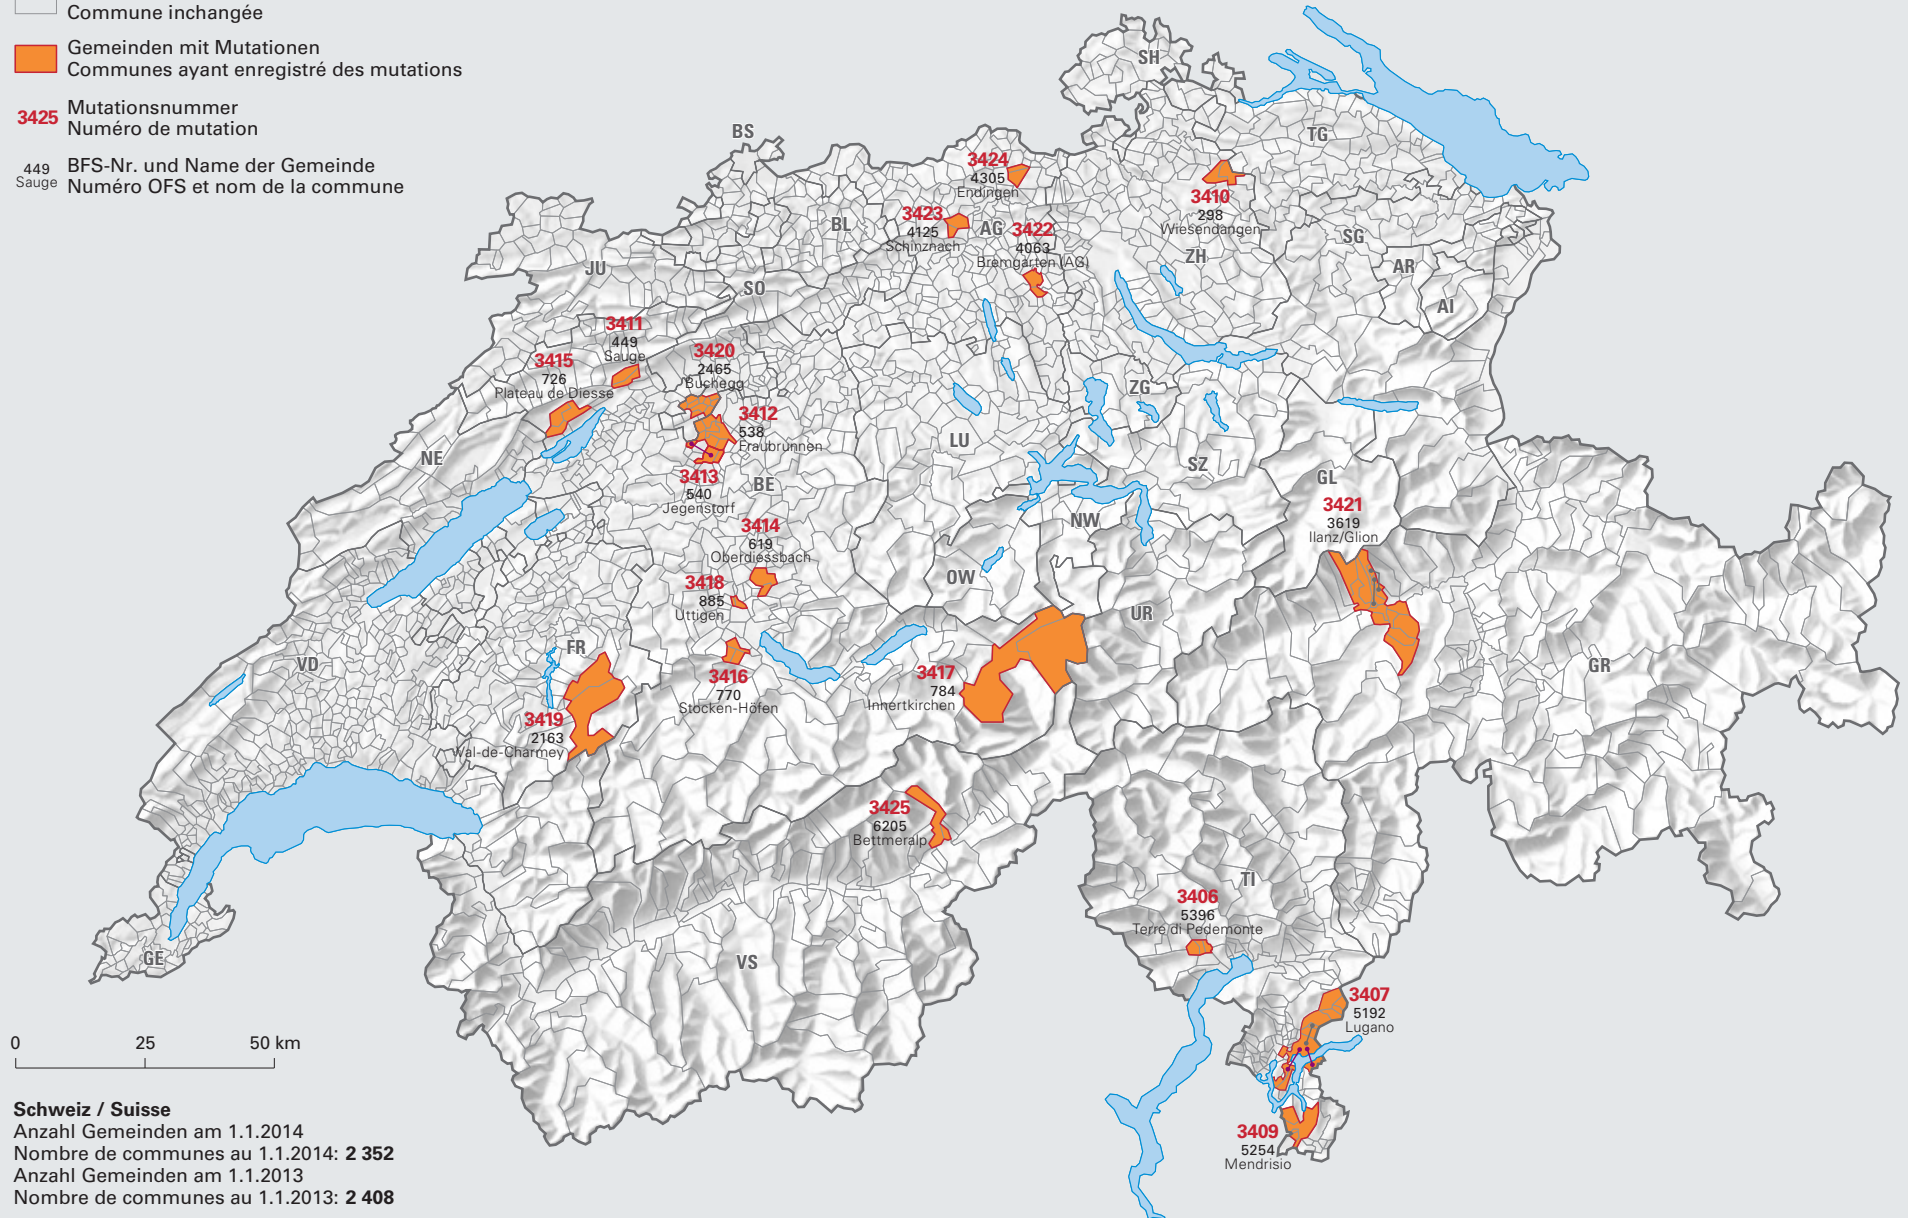 Commune inchangée
Gemeinden mit Mutationen
Communes ayant enregistré des mutations
3425
Mutationsnummer
Numéro de mutation
449
Sauge
BFS-Nr. und Name der Gemeinde
Numéro OFS et nom de la commune
SH
BS
TG
3424
4305
Endingen
3410
298
Wiesendangen
3423
4125
Schinznach
BL
AG
3422
4063
Bremgarten (AG)
ZH
SG
AR
AI
JU
SO
3411
449
Sauge
3415
726
Plateau de Diesse
3420
2465
Buchegg
3412
538
Fraubrunnen
3413
540
Jegenstorf
BE
NE
LU
ZG
SZ
GL
3421
3619
Ilanz/Glion
NW
OW
UR
3414
619
Oberdiessbach
3418
885
Uttigen
FR
VD
3416
770
Stocken-Höfen
3417
784
Innertkirchen
GR
3419
2163
Val-de-Charmey
3425
6205
Bettmeralp
TI
3406
5396
Terre di Pedemonte
GE
VS
3407
5192
Lugano
3409
5254
Mendrisio
0 25 50 km
Schweiz / Suisse
Anzahl Gemeinden am 1.1.2014
Nombre de communes au 1.1.2014: 2 352
Anzahl Gemeinden am 1.1.2013
Nombre de communes au 1.1.2013: 2 408